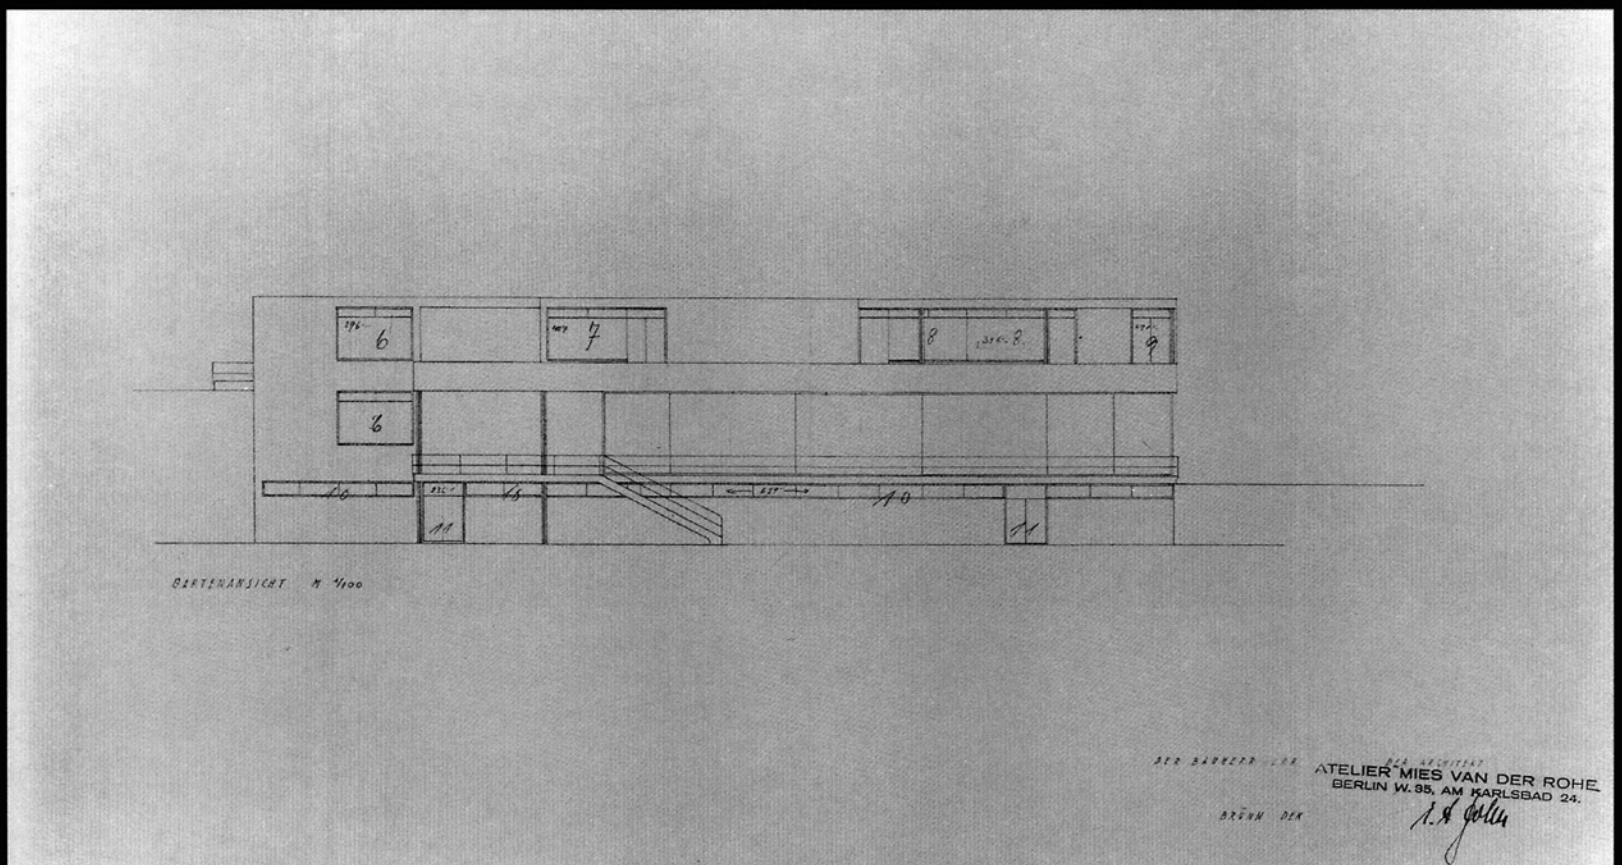 296-
6
7
8
8.
9
6
10
11
10
11
GARTENANSICHT M 1/100
DER BAUHERR
DER ARCHITEKT
ATELIER MIES VAN DER ROHE
BERLIN W. 35, AM KARLSBAD 24.
BRÜNN DEN